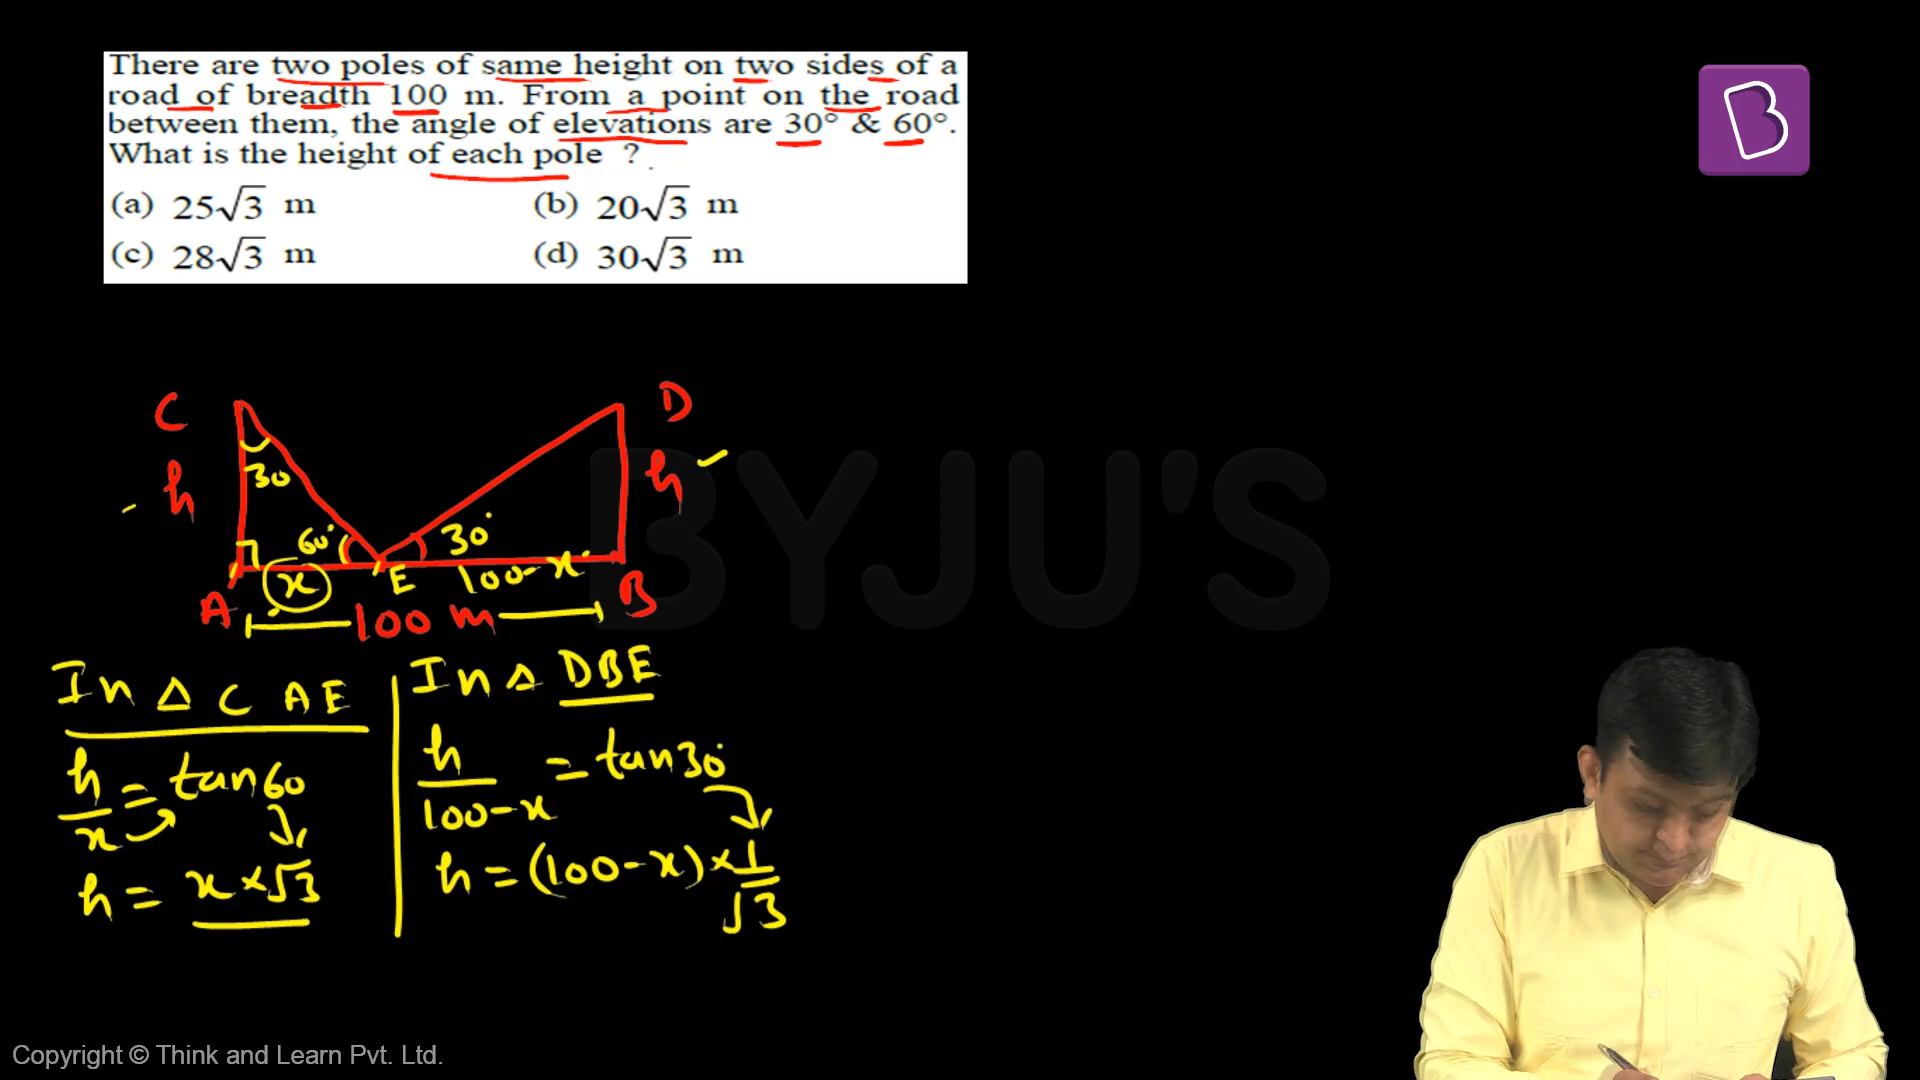 There are two poles of same height on two sides of a
road of breadth 100 m. From a point on the road
between them, the angle of elevations are 30° & 60°.
What is the height of each pole ?
(a) 25√3 m (b) 20√3 m
(c) 28√3 m (d) 30√3 m
B
C D
h h
30
60° 30°
A x E 100-x B
100 m
BYJU'S
In Δ CAE In Δ DBE
h/x = tan60 h/100-x = tan30°
h = x×√3 h = (100-x)×1/√3
Copyright © Think and Learn Pvt. Ltd.